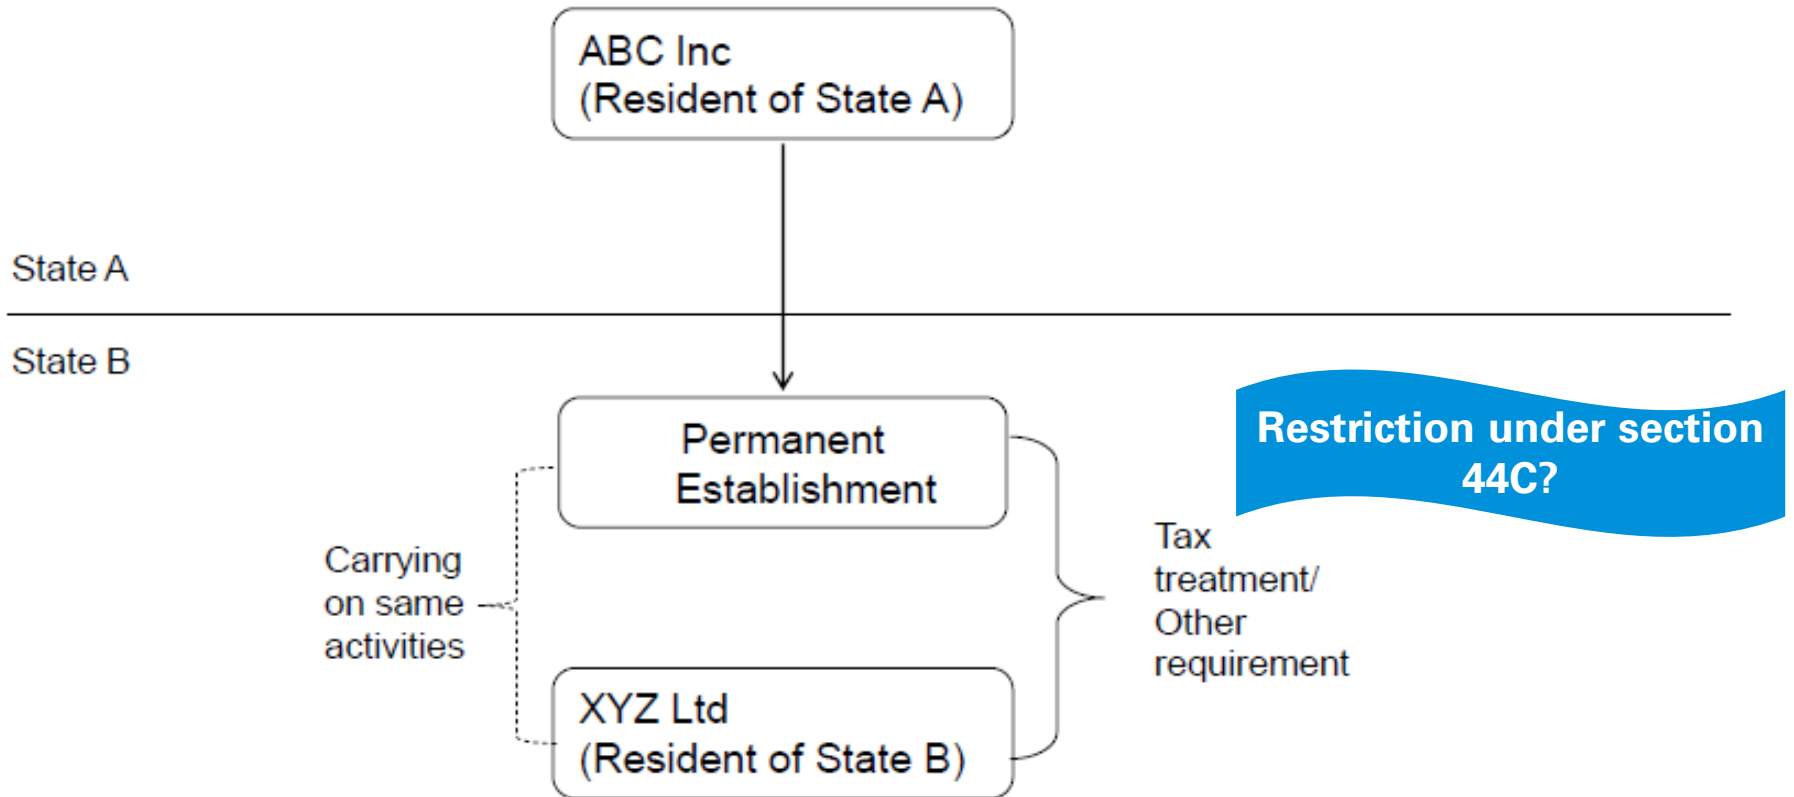 ABC Inc
(Resident of State A)
State A
State B
Restriction under section
44C?
Permanent
Establishment
Carrying
on same
activities
Tax
treatment/
Other
requirement
XYZ Ltd
(Resident of State B)